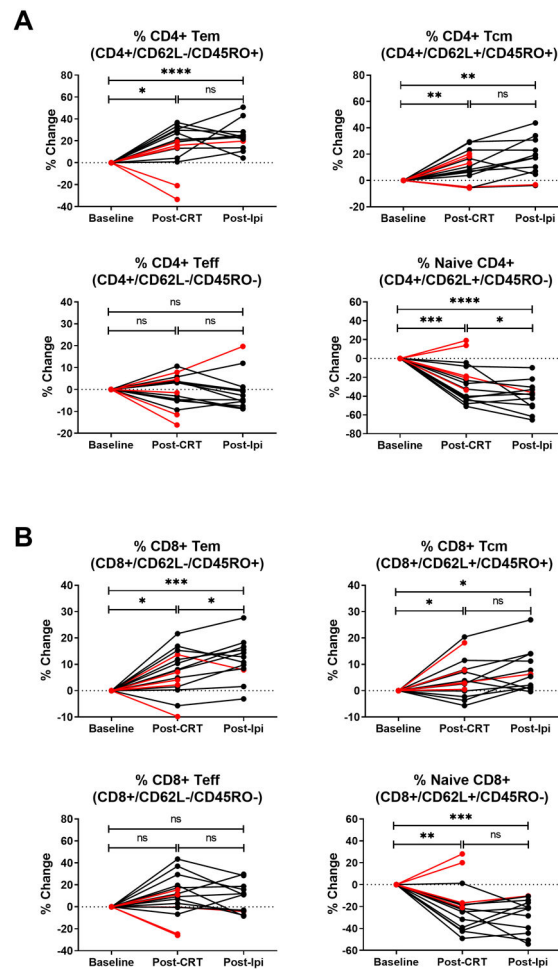 A
% CD4+ Tem
(CD4+/CD62L-/CD45RO+)
****
*
ns
80
60
40
20
0
20
40
% Change
Baseline
Post-CRT
Post-Ipi
% CD4+ Tcm
(CD4+/CD62L+/CD45RO+)
**
**
ns
80
60
40
20
0
-20
% Change
Baseline
Post-CRT
Post-Ipi
% CD4+ Teff
(CD4+/CD62L-/CD45RO-)
ns
ns
ns
40
30
20
10
0
-10
-20
% Change
Baseline
Post-CRT
Post-Ipi
% Naive CD4+
(CD4+/CD62L+/CD45RO-)
****
***
*
60
40
20
0
-20
-40
-60
-80
% Change
Baseline
Post-CRT
Post-Ipi
B
% CD8+ Tem
(CD8+/CD62L-/CD45RO+)
***
*
*
40
30
20
10
0
-10
% Change
Baseline
Post-CRT
Post-Ipi
% CD8+ Tcm
(CD8+/CD62L+/CD45RO+)
*
*
ns
40
30
20
10
0
-10
% Change
Baseline
Post-CRT
Post-Ipi
% CD8+ Teff
(CD8+/CD62L-/CD45RO-)
ns
ns
ns
80
60
40
20
0
-20
-40
% Change
Baseline
Post-CRT
Post-Ipi
% Naive CD8+
(CD8+/CD62L+/CD45RO-)
***
**
ns
60
40
20
0
-20
-40
-60
% Change
Baseline
Post-CRT
Post-Ipi